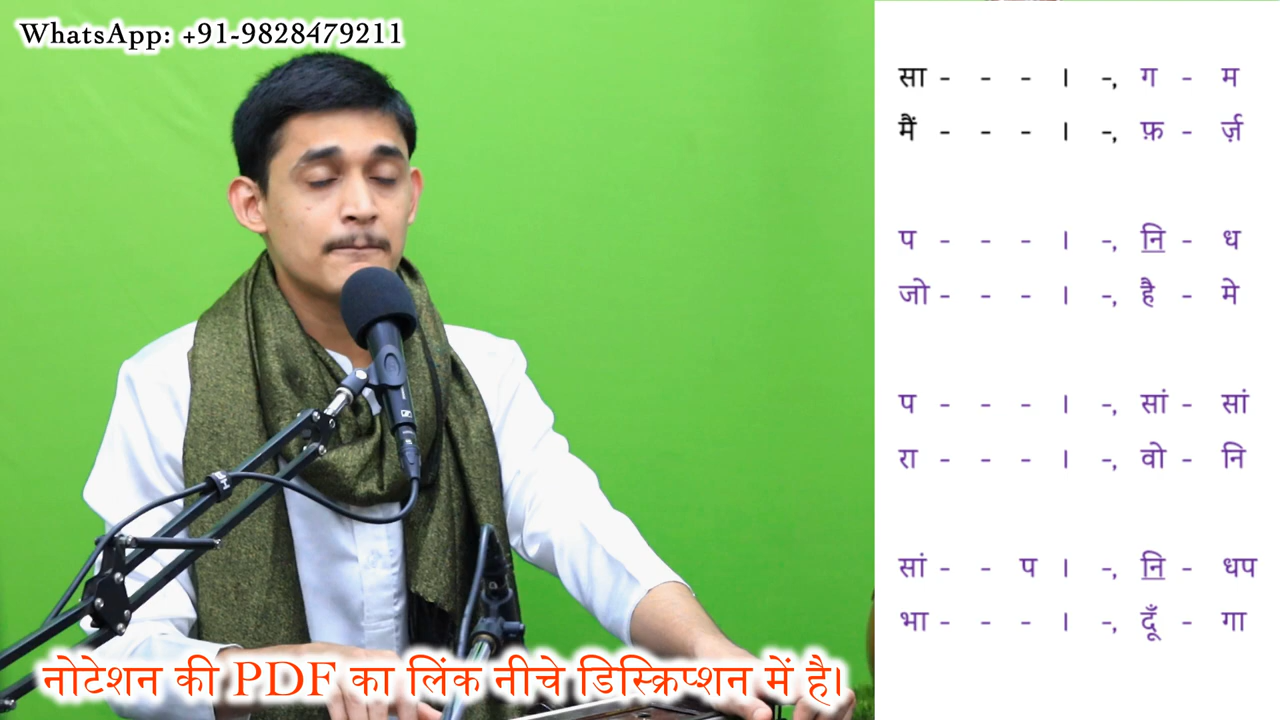 WhatsApp: +91-9828479211
सा - - - । -, ग - म
मैं - - - । -, फ़ - र्ज़
प - - - । -, नि॒ - ध
जो - - - । -, है - मे
प - - - । -, सां - सां
रा - - - । -, वो - नि
सां - - प । -, नि॒ - धप
भा - - - । -, दूँ - गा
नोटेशन की PDF का लिंक नीचे डिस्क्रिप्शन में है।